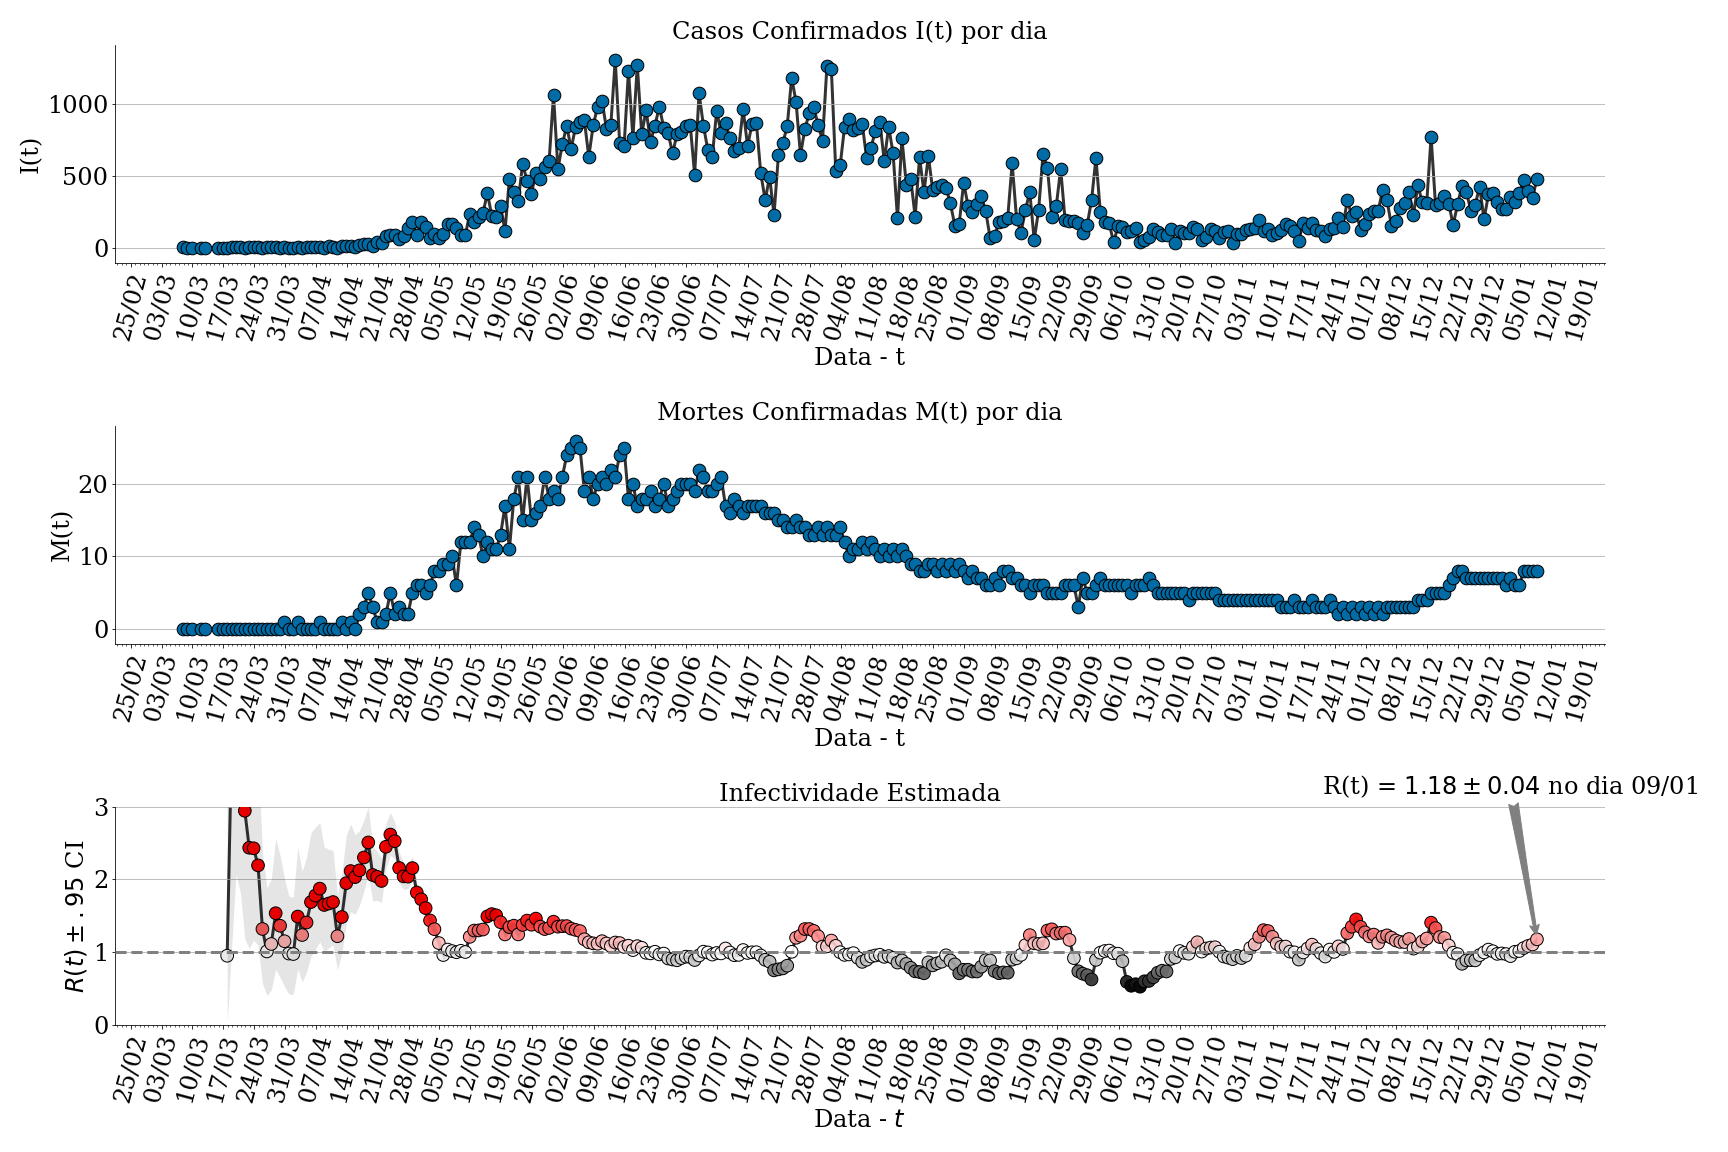 Casos Confirmados I(t) por dia
I(t)
1000
500
0
25/02 03/03 10/03 17/03 24/03 31/03 07/04 14/04 21/04 28/04 05/05 12/05 19/05 26/05 02/06 09/06 16/06 23/06 30/06 07/07 14/07 21/07 28/07 04/08 11/08 18/08 25/08 01/09 08/09 15/09 22/09 29/09 06/10 13/10 20/10 27/10 03/11 10/11 17/11 24/11 01/12 08/12 15/12 22/12 29/12 05/01 12/01 19/01
Data - t
Mortes Confirmadas M(t) por dia
M(t)
20
10
0
25/02 03/03 10/03 17/03 24/03 31/03 07/04 14/04 21/04 28/04 05/05 12/05 19/05 26/05 02/06 09/06 16/06 23/06 30/06 07/07 14/07 21/07 28/07 04/08 11/08 18/08 25/08 01/09 08/09 15/09 22/09 29/09 06/10 13/10 20/10 27/10 03/11 10/11 17/11 24/11 01/12 08/12 15/12 22/12 29/12 05/01 12/01 19/01
Data - t
Infectividade Estimada
R(t) = 1.18 ± 0.04 no dia 09/01
R(t) ± .95 CI
3
2
1
0
25/02 03/03 10/03 17/03 24/03 31/03 07/04 14/04 21/04 28/04 05/05 12/05 19/05 26/05 02/06 09/06 16/06 23/06 30/06 07/07 14/07 21/07 28/07 04/08 11/08 18/08 25/08 01/09 08/09 15/09 22/09 29/09 06/10 13/10 20/10 27/10 03/11 10/11 17/11 24/11 01/12 08/12 15/12 22/12 29/12 05/01 12/01 19/01
Data - t